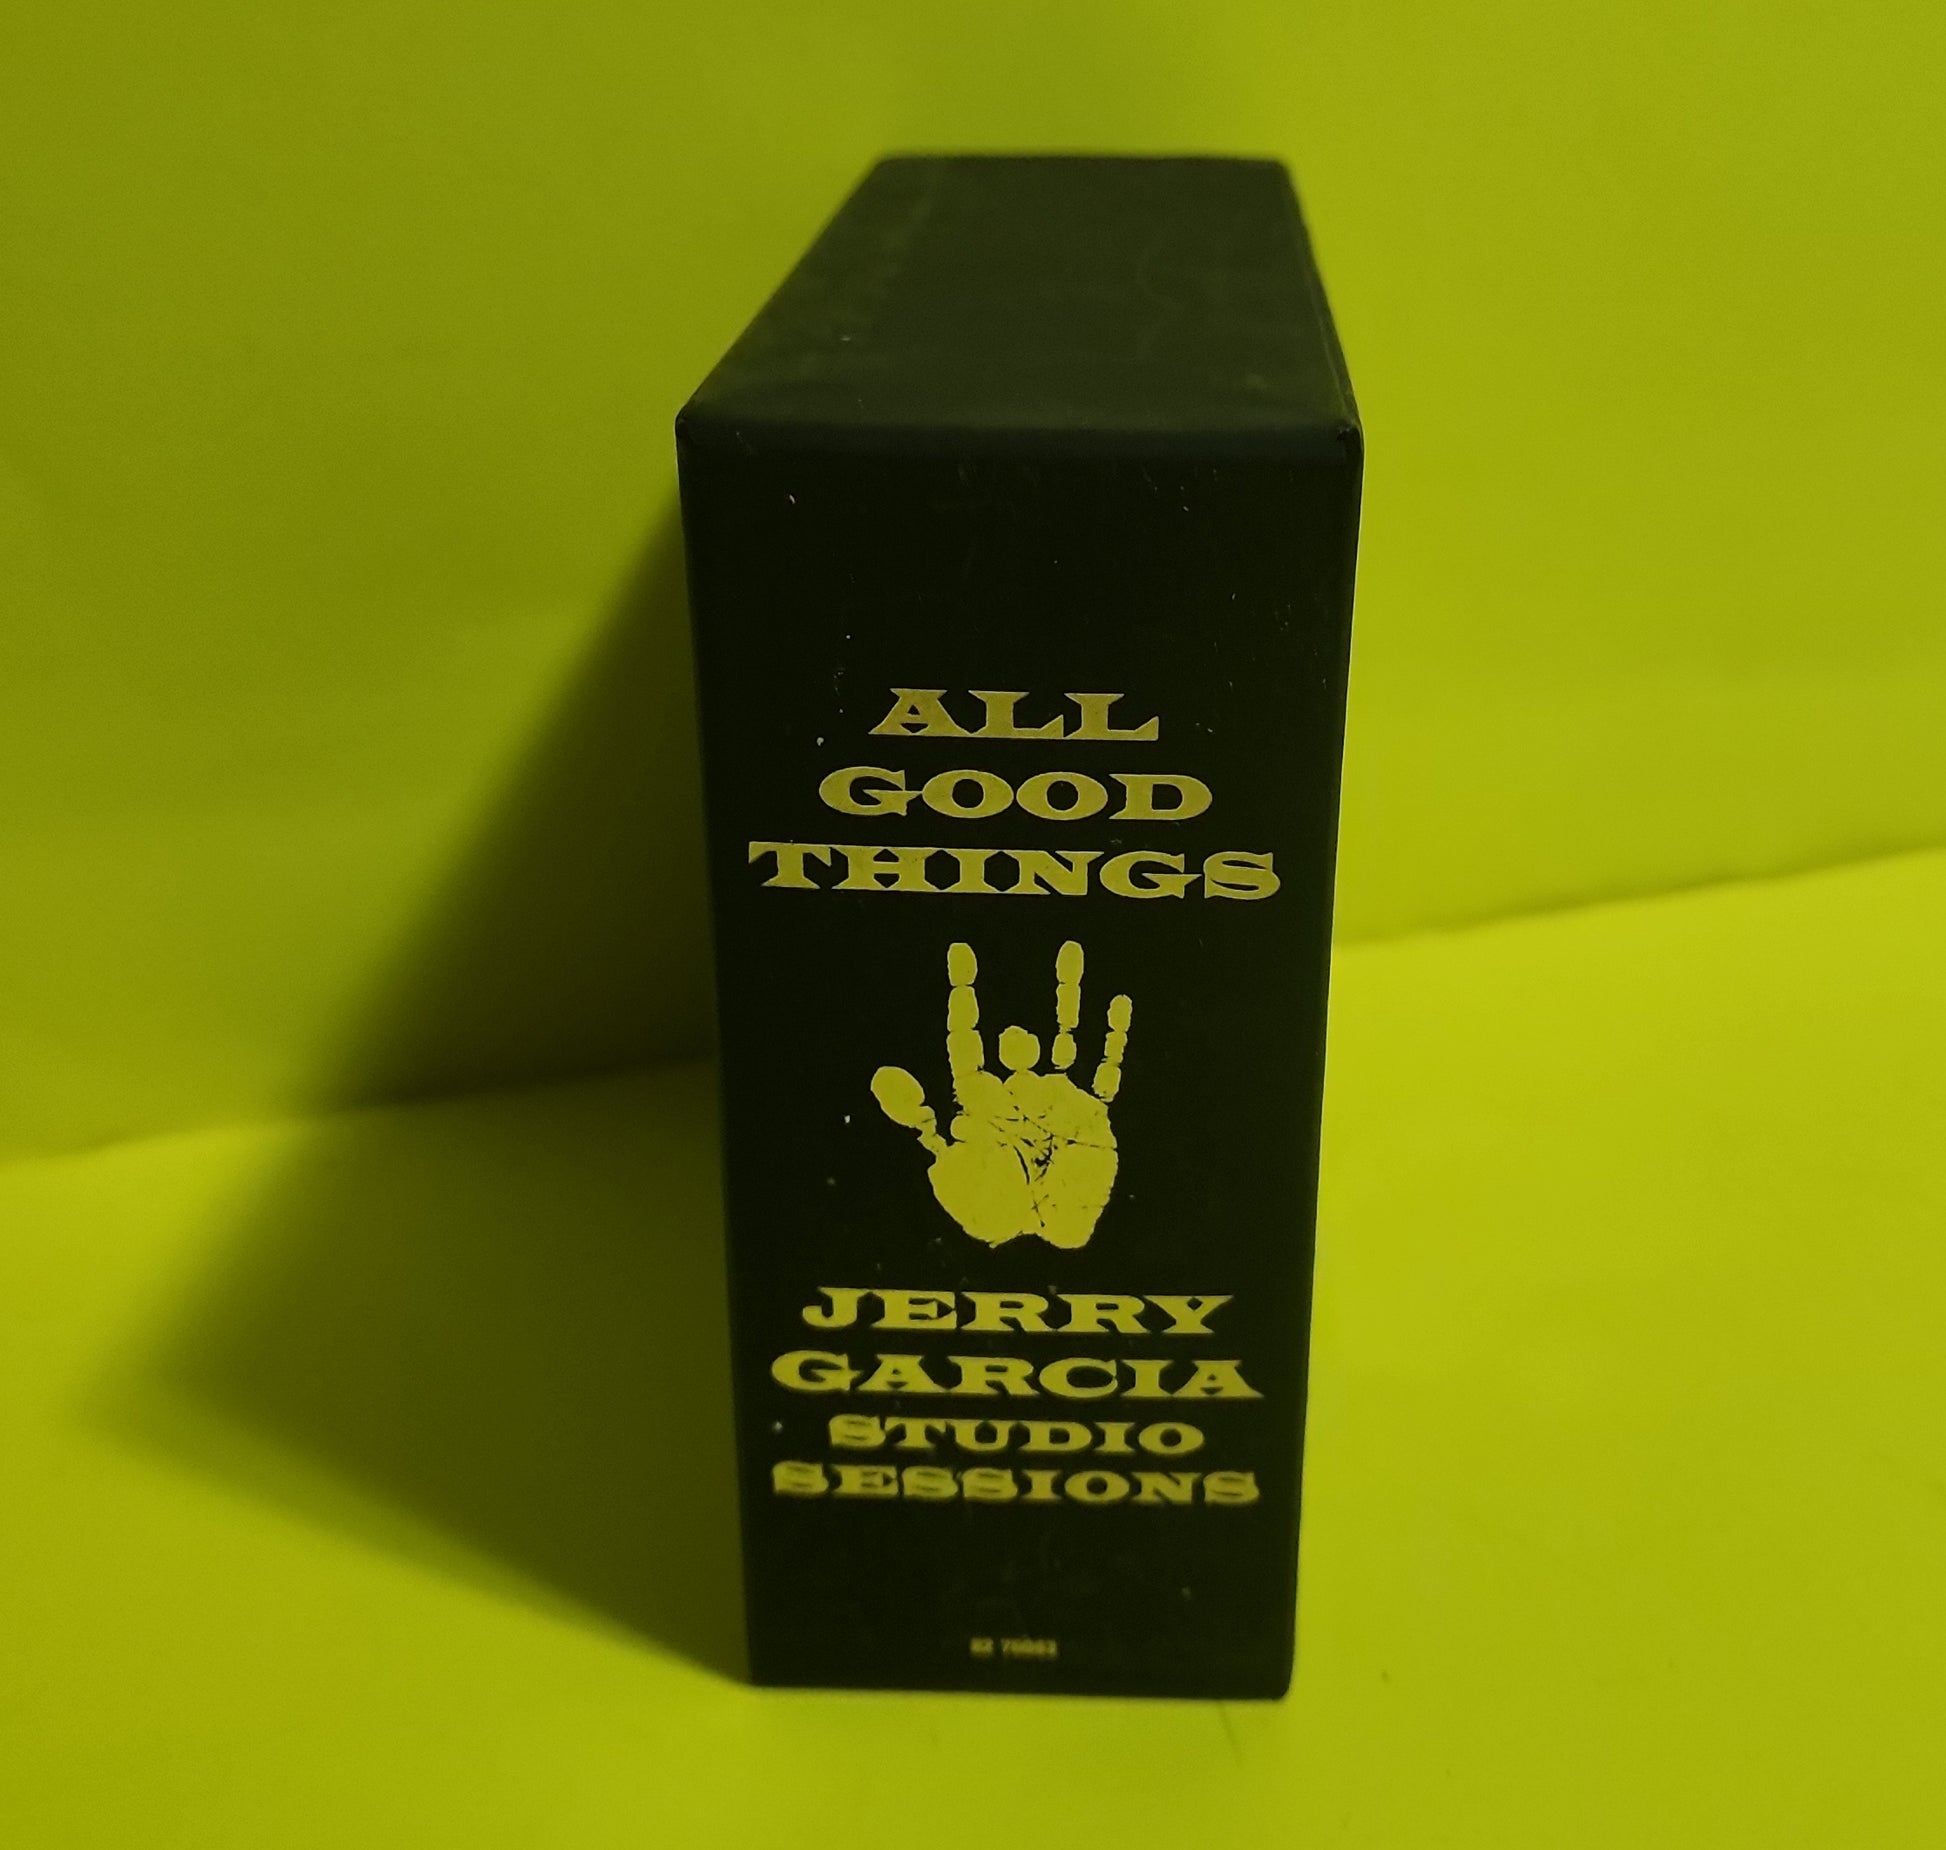 ALL
GOOD
THINGS
JERRY
GARCIA
STUDIO
SESSIONS